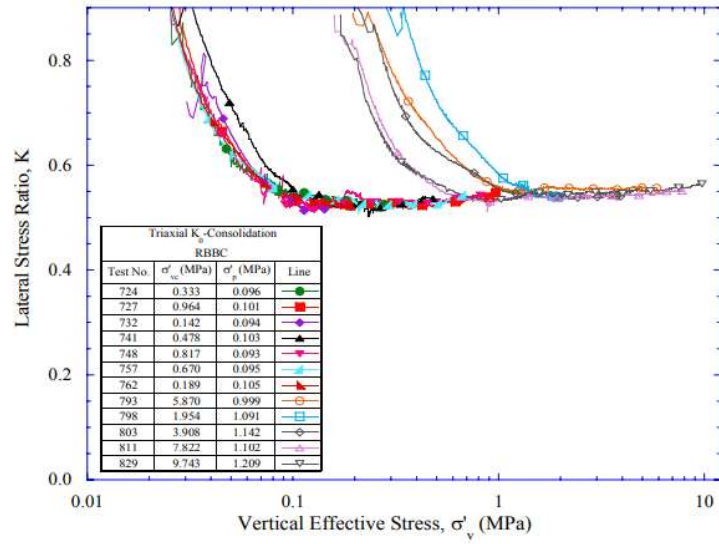 0.8
0.6
0.4
0.2
0.0
Lateral Stress Ratio, K
Triaxial K₀-Consolidation
RBBC
Test No. σ'vc (MPa) σ'p (MPa) Line
724 0.333 0.096
727 0.964 0.101
732 0.142 0.094
741 0.478 0.103
748 0.817 0.093
757 0.670 0.095
762 0.189 0.105
793 5.870 0.999
798 1.954 1.091
803 3.908 1.142
811 7.822 1.102
829 9.743 1.209
0.01 0.1 1 10
Vertical Effective Stress, σ'v (MPa)